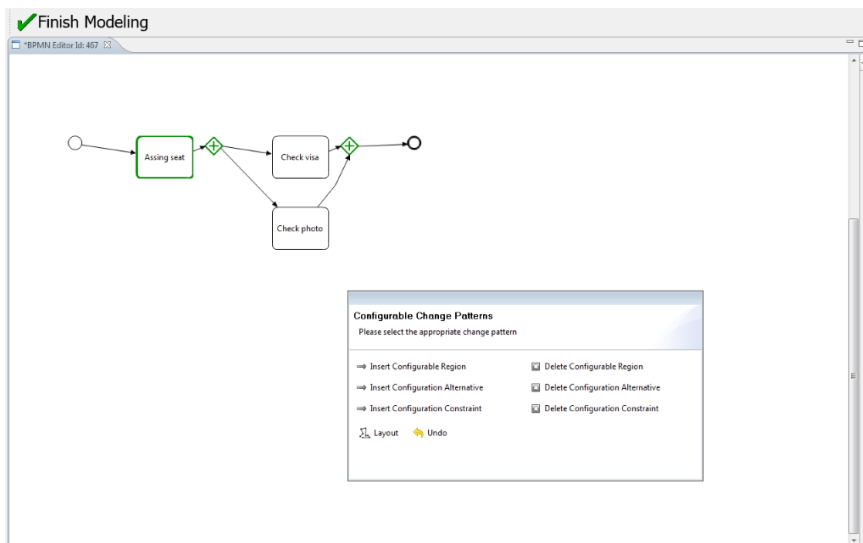 Finish Modeling
*BPMN Editor Id: 467
Assing seat
Check visa
Check photo
Configurable Change Patterns
Please select the appropriate change pattern
Insert Configurable Region
Delete Configurable Region
Insert Configuration Alternative
Delete Configuration Alternative
Insert Configuration Constraint
Delete Configuration Constraint
Layout
Undo